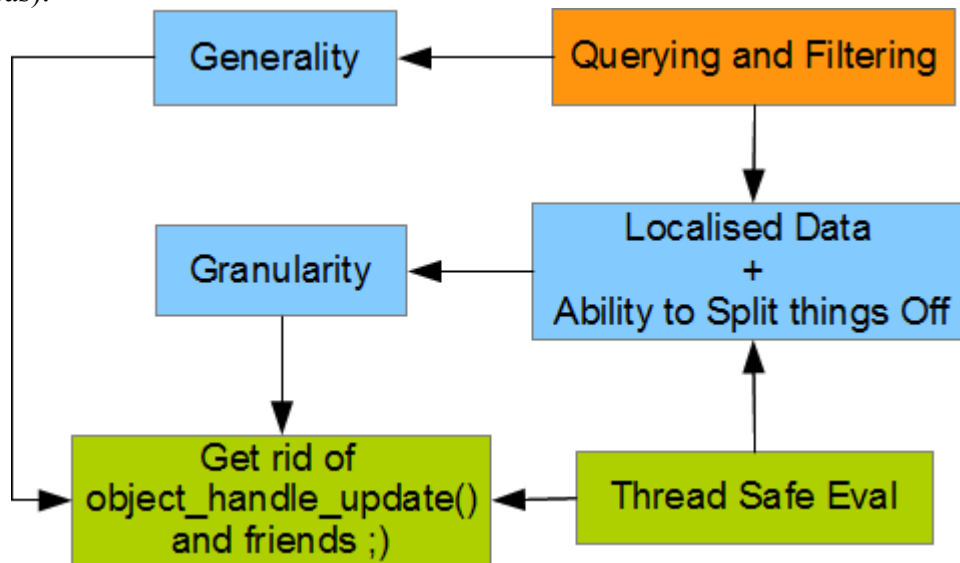 Generality
Querying and Filtering
Localised Data
+
Ability to Split things Off
Granularity
Get rid of
object_handle_update()
and friends ;)
Thread Safe Eval